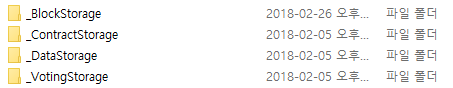 _BlockStorage 2018-02-26 오후... 파일 폴더
_ContractStorage 2018-02-05 오후... 파일 폴더
_DataStorage 2018-02-05 오후... 파일 폴더
_VotingStorage 2018-02-05 오후... 파일 폴더